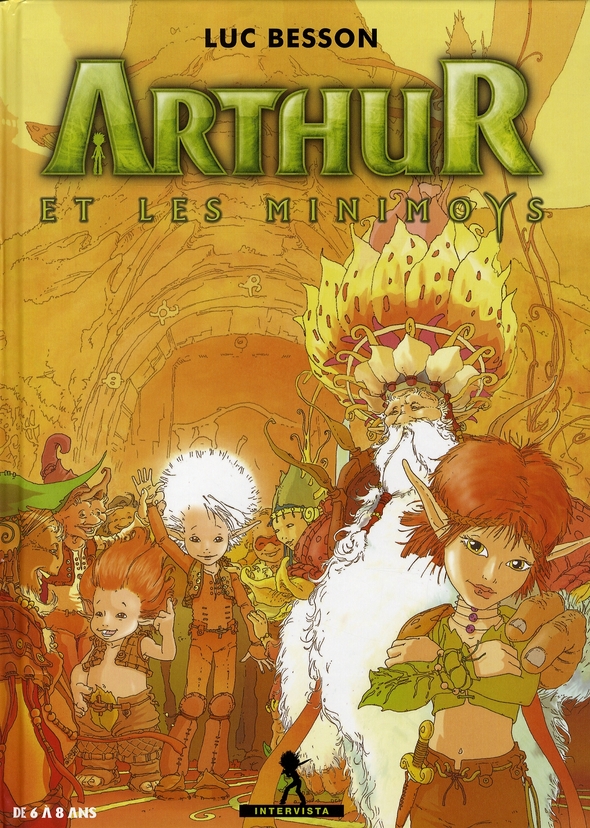 LUC BESSON
ARTHUR
ET LES MINIMOYS
DE 6 À 8 ANS
INTERVISTA